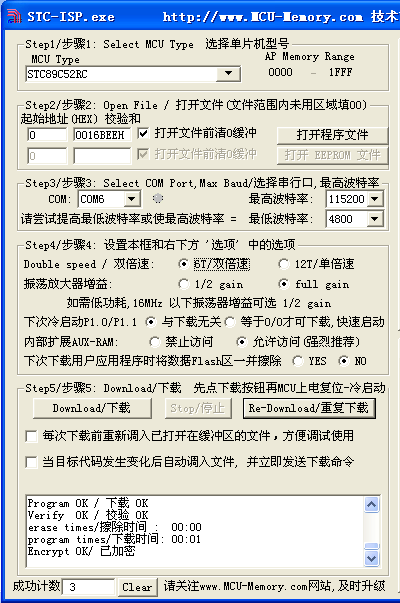 STC-ISP.exe http://www.MCU-Memory.com 技术
Step1/步骤1: Select MCU Type 选择单片机型号
MCU Type AP Memory Range
STC89C52RC 0000 - 1FFF
Step2/步骤2: Open File / 打开文件(文件范围内未用区域填00)
起始地址(HEX) 校验和
0 0016BEEH 打开文件前清0缓冲 打开程序文件
0 打开文件前清0缓冲 打开 EEPROM 文件
Step3/步骤3: Select COM Port,Max Baud/选择串行口,最高波特率
COM: COM6 最高波特率: 115200
请尝试提高最低波特率或使最高波特率 = 最低波特率: 4800
Step4/步骤4: 设置本框和右下方 '选项' 中的选项
Double speed / 双倍速: 6T/双倍速 12T/单倍速
振荡放大器增益: 1/2 gain full gain
如需低功耗,16MHz 以下振荡器增益可选 1/2 gain
下次冷启动P1.0/P1.1 与下载无关 等于0/0才可下载,快速启动
内部扩展AUX-RAM: 禁止访问 允许访问(强烈推荐)
下次下载用户应用程序时将数据Flash区一并擦除 YES NO
Step5/步骤5: Download/下载 先点下载按钮再MCU上电复位-冷启动
Download/下载 Stop/停止 Re-Download/重复下载
每次下载前重新调入已打开在缓冲区的文件，方便调试使用
当目标代码发生变化后自动调入文件, 并立即发送下载命令
Program OK / 下载 OK
Verify OK / 校验 OK
erase times/擦除时间 : 00:00
program times/下载时间: 00:01
Encrypt OK/ 已加密
成功计数 3 Clear 请关注www.MCU-Memory.com网站,及时升级